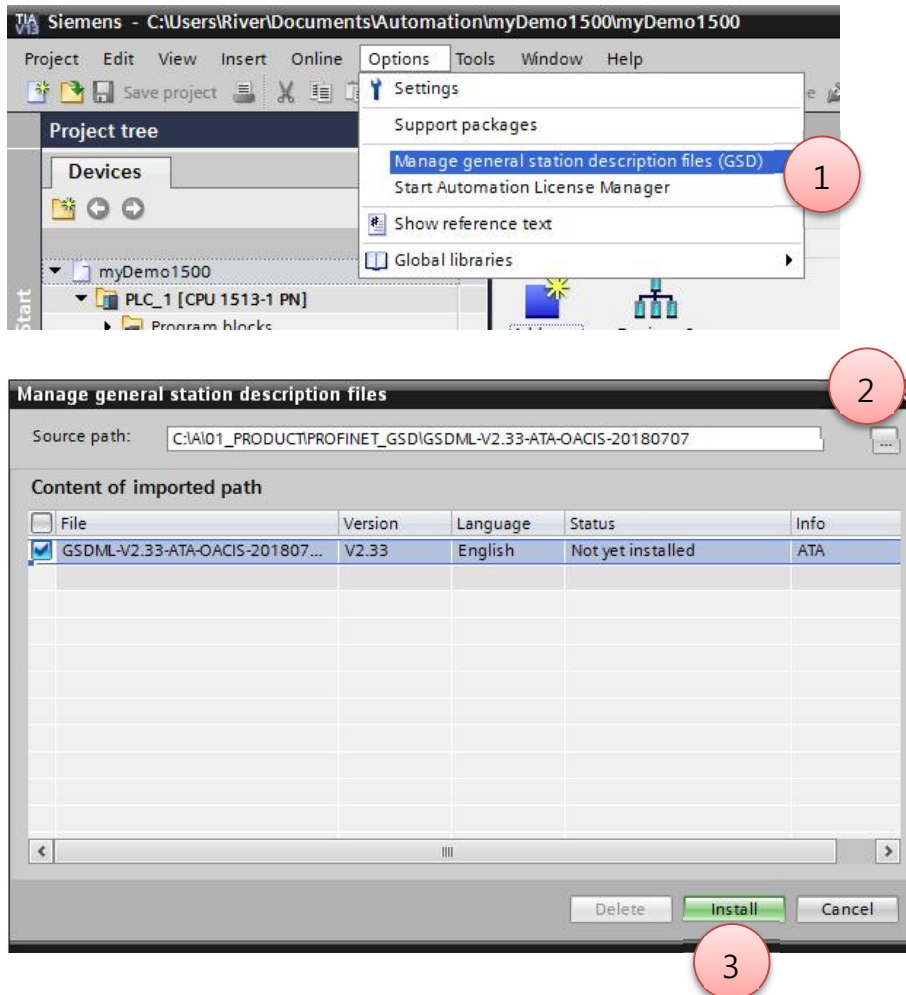 TIA V13 Siemens - C:\Users\River\Documents\Automation\myDemo1500\myDemo1500
Project Edit View Insert Online Options Tools Window Help
Save project
Settings
Project tree
Support packages
Devices
Manage general station description files (GSD)
1
Start Automation License Manager
Show reference text
Global libraries
myDemo1500
PLC_1 [CPU 1513-1 PN]
Start
Program blocks
Manage general station description files
2
Source path: C:\A\01_PRODUCT\PROFINET_GSD\GSDML-V2.33-ATA-OACIS-20180707 ...
Content of imported path
File Version Language Status Info
GSDML-V2.33-ATA-OACIS-201807... V2.33 English Not yet installed ATA
Delete Install Cancel
3